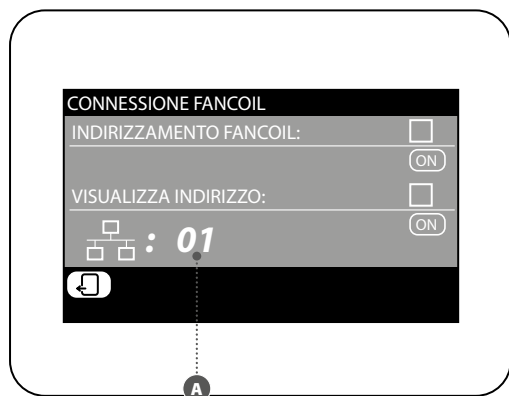 CONNESSIONE FANCOIL
INDIRIZZAMENTO FANCOIL:
ON
VISUALIZZA INDIRIZZO:
ON
: 01
A